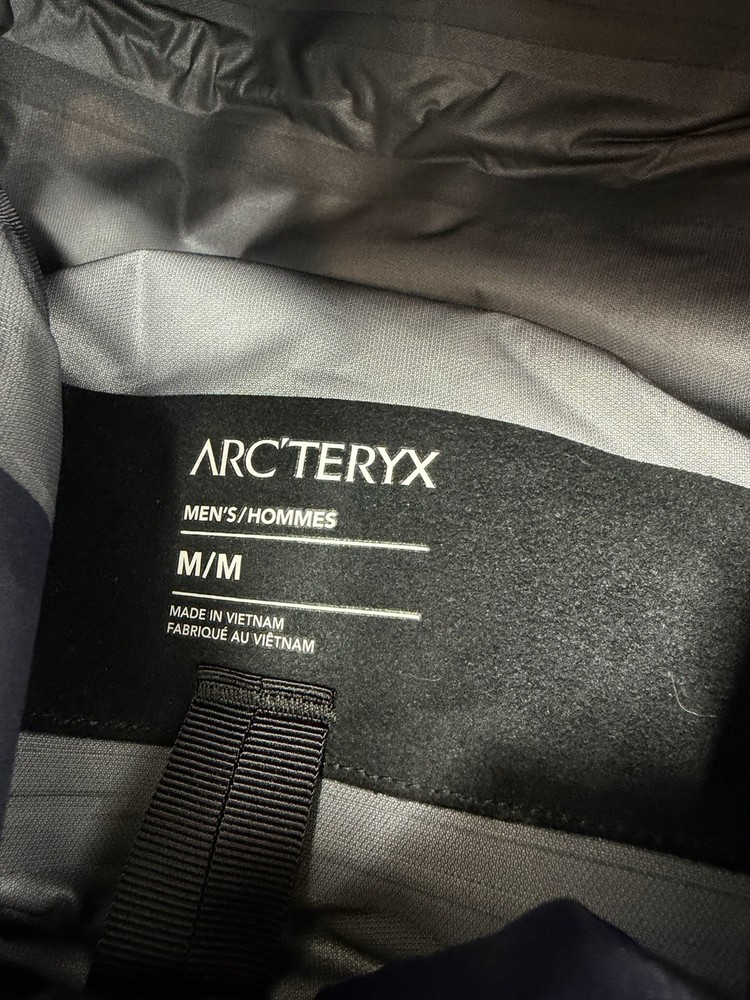 ARC'TERYX
MEN'S/HOMMES
M/M
MADE IN VIETNAM
FABRIQUÉ AU VIÊTNAM